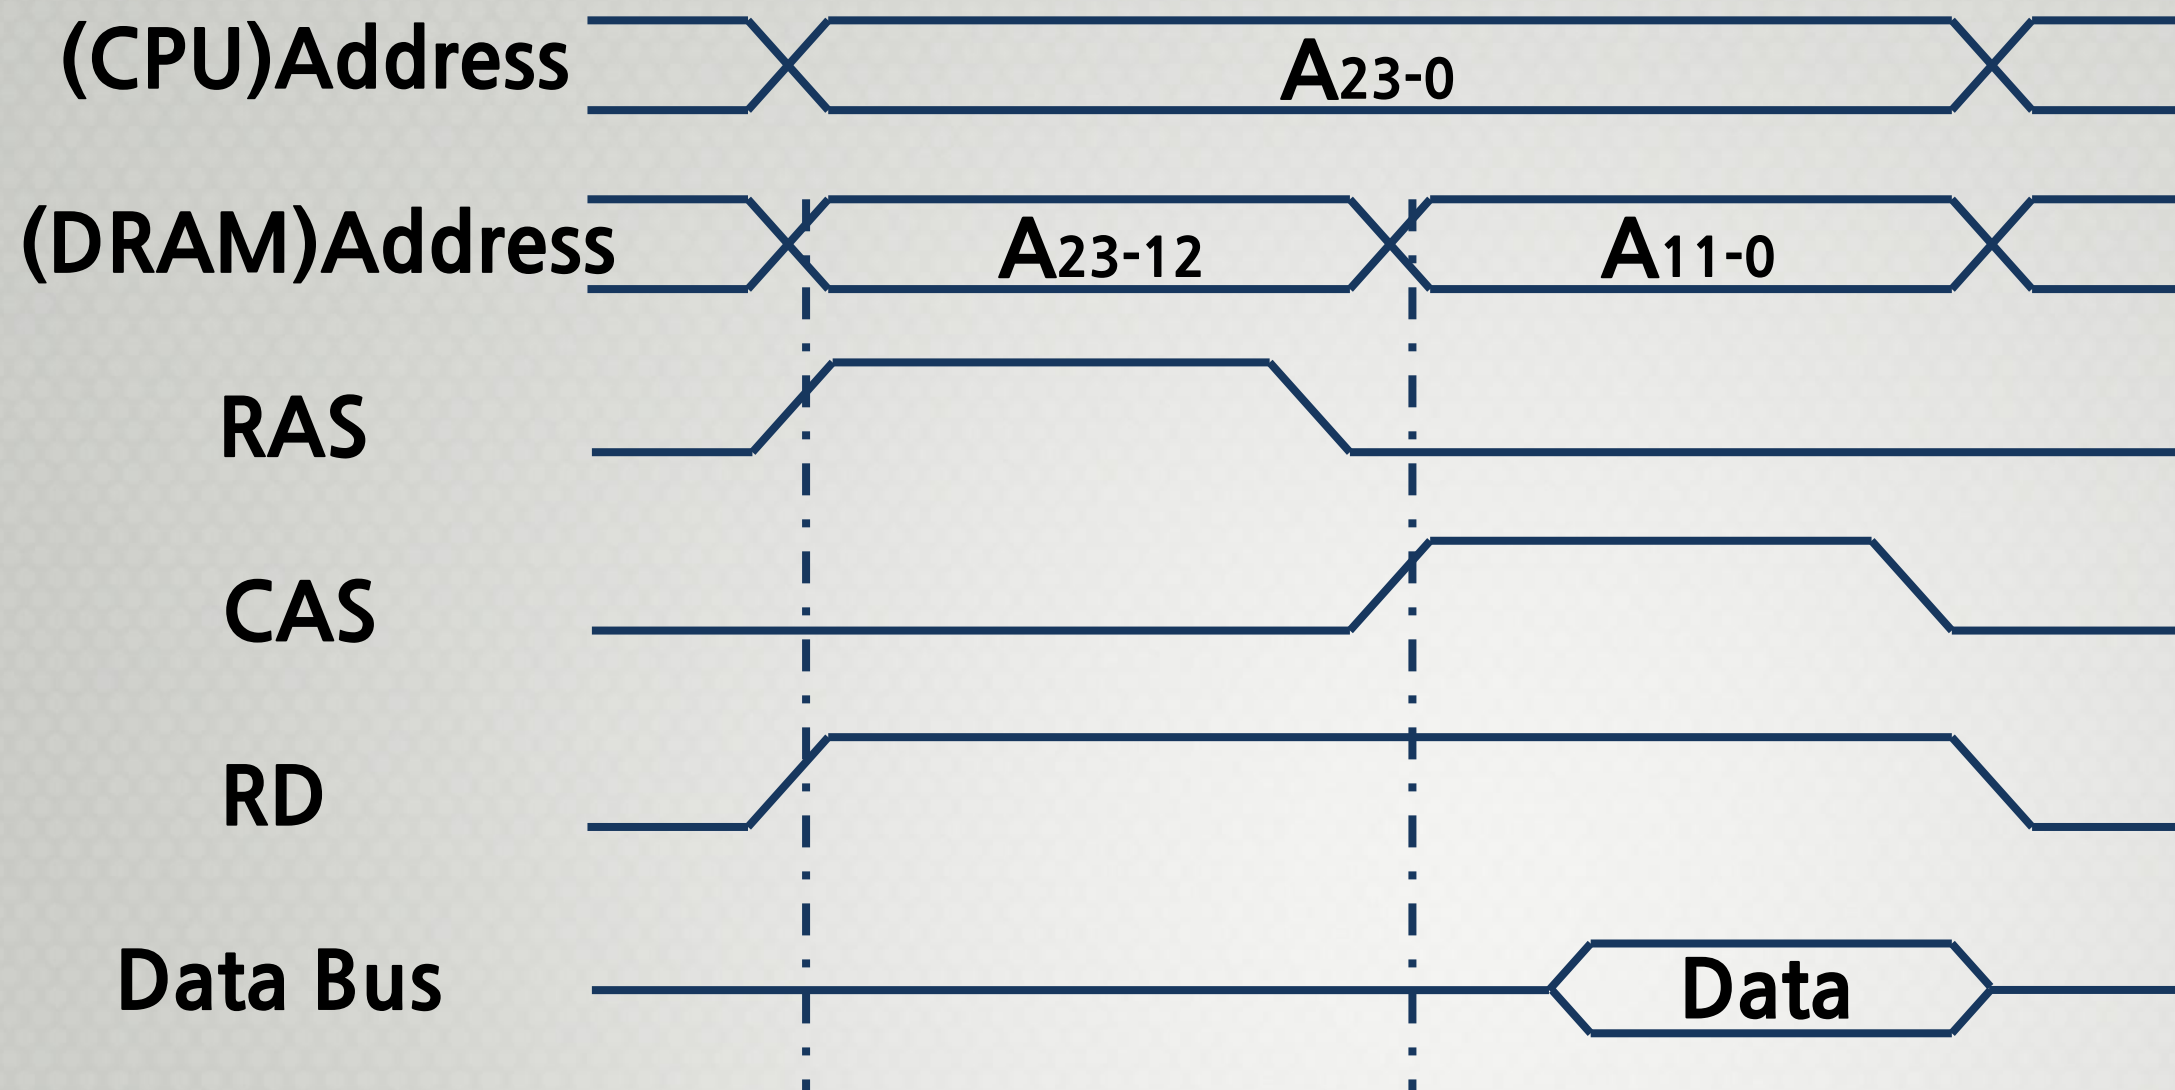 (CPU)Address
A23-0
(DRAM)Address
A23-12
A11-0
RAS
CAS
RD
Data Bus
Data